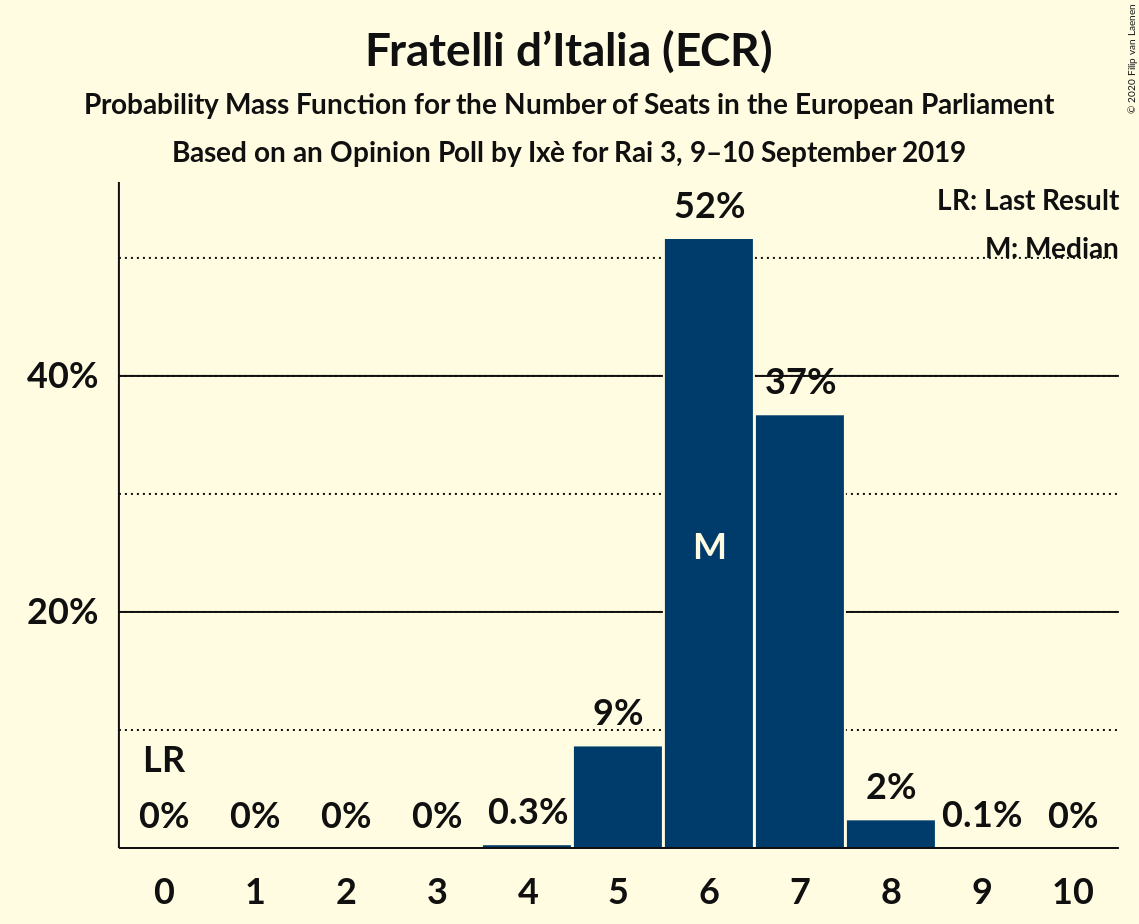 Fratelli d’Italia (ECR)
Probability Mass Function for the Number of Seats in the European Parliament
Based on an Opinion Poll by Ixè for Rai 3, 9–10 September 2019
© 2020 Filip van Laenen
LR: Last Result
M: Median
52%
40%
37%
M
20%
9%
LR
2%
0%
0%
0%
0%
0.3%
0.1%
0%
0 1 2 3 4 5 6 7 8 9 10